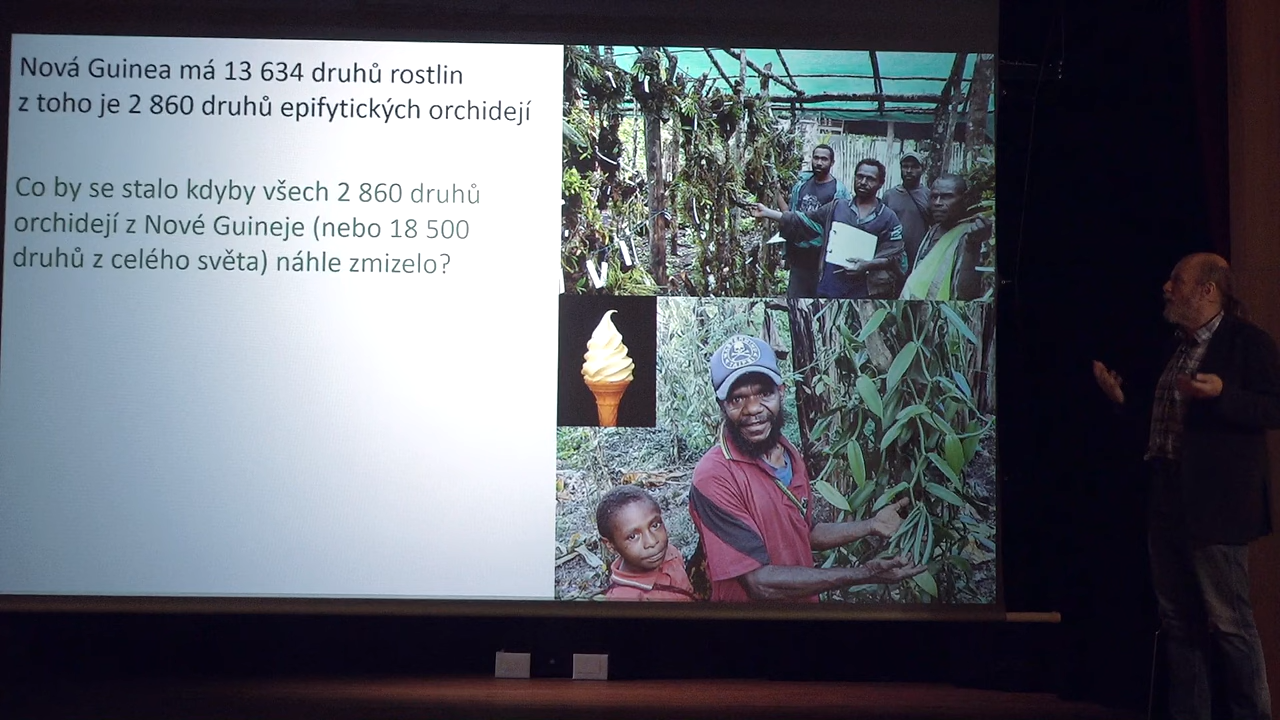 Nová Guinea má 13 634 druhů rostlin
z toho je 2 860 druhů epifytických orchidejí
Co by se stalo kdyby všech 2 860 druhů
orchidejí z Nové Guineje (nebo 18 500
druhů z celého světa) náhle zmizelo?